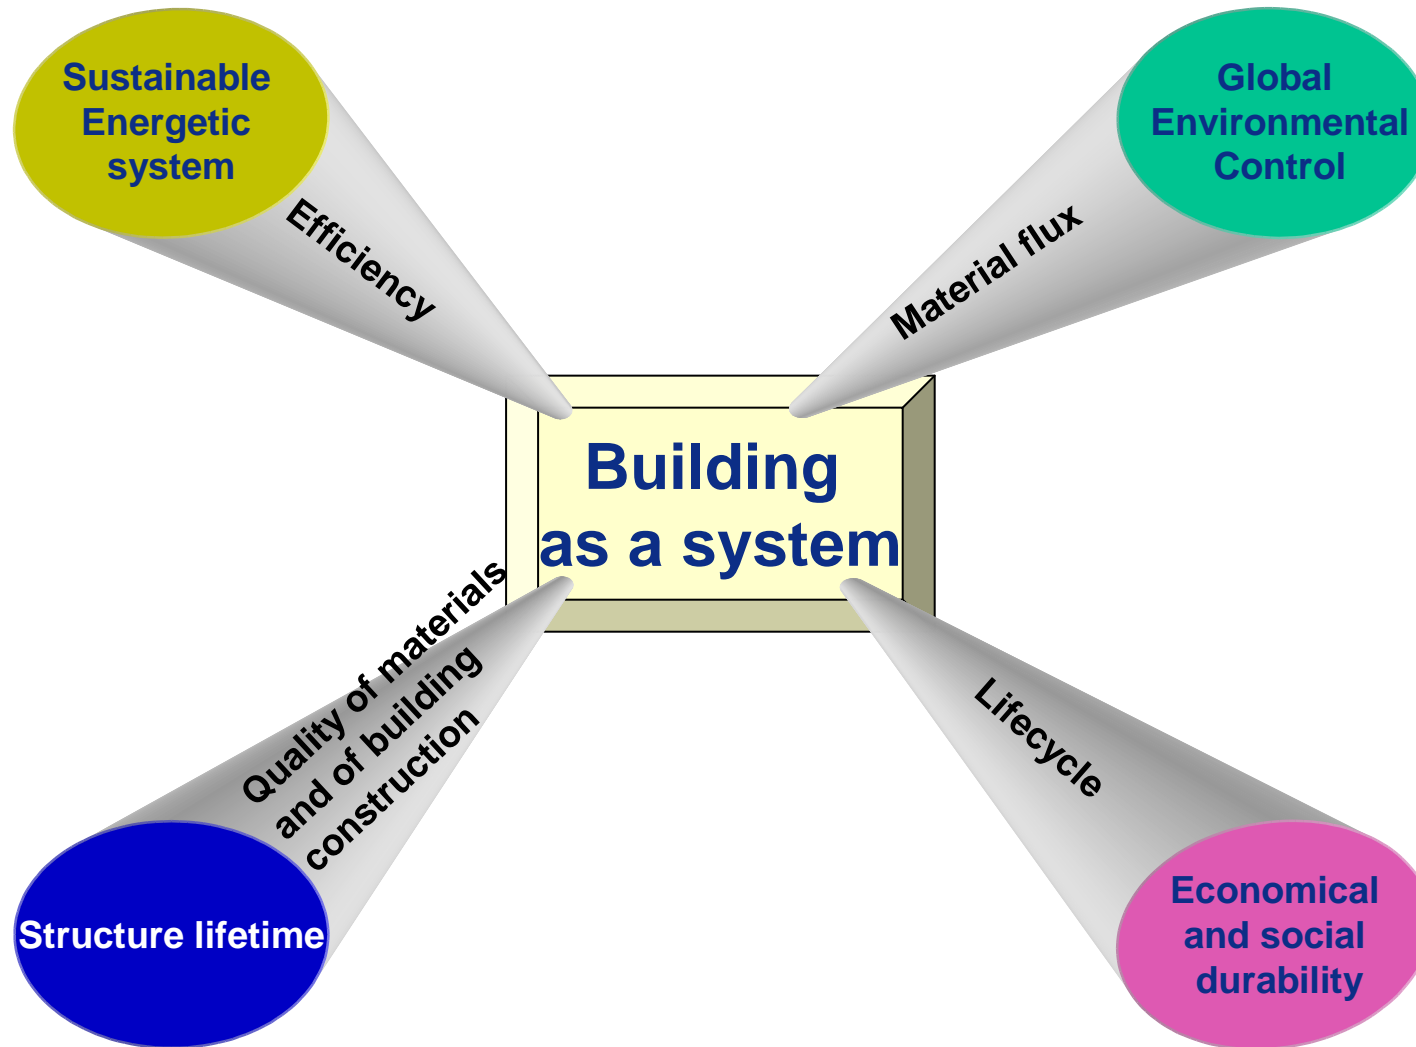 Sustainable
Energetic
system
Global
Environmental
Control
Efficiency
Material flux
Building
as a system
Quality of materials
and of building
construction
Lifecycle
Structure lifetime
Economical
and social
durability